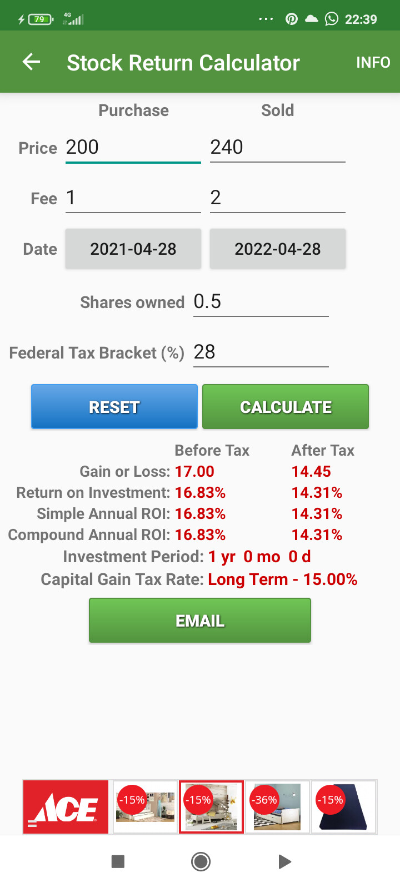 79 4G ... 22:39
Stock Return Calculator INFO
Purchase Sold
Price 200 240
Fee 1 2
Date 2021-04-28 2022-04-28
Shares owned 0.5
Federal Tax Bracket (%) 28
RESET CALCULATE
Before Tax After Tax
Gain or Loss: 17.00 14.45
Return on Investment: 16.83% 14.31%
Simple Annual ROI: 16.83% 14.31%
Compound Annual ROI: 16.83% 14.31%
Investment Period: 1 yr 0 mo 0 d
Capital Gain Tax Rate: Long Term - 15.00%
EMAIL
ACE -15% -15% -36% -15%